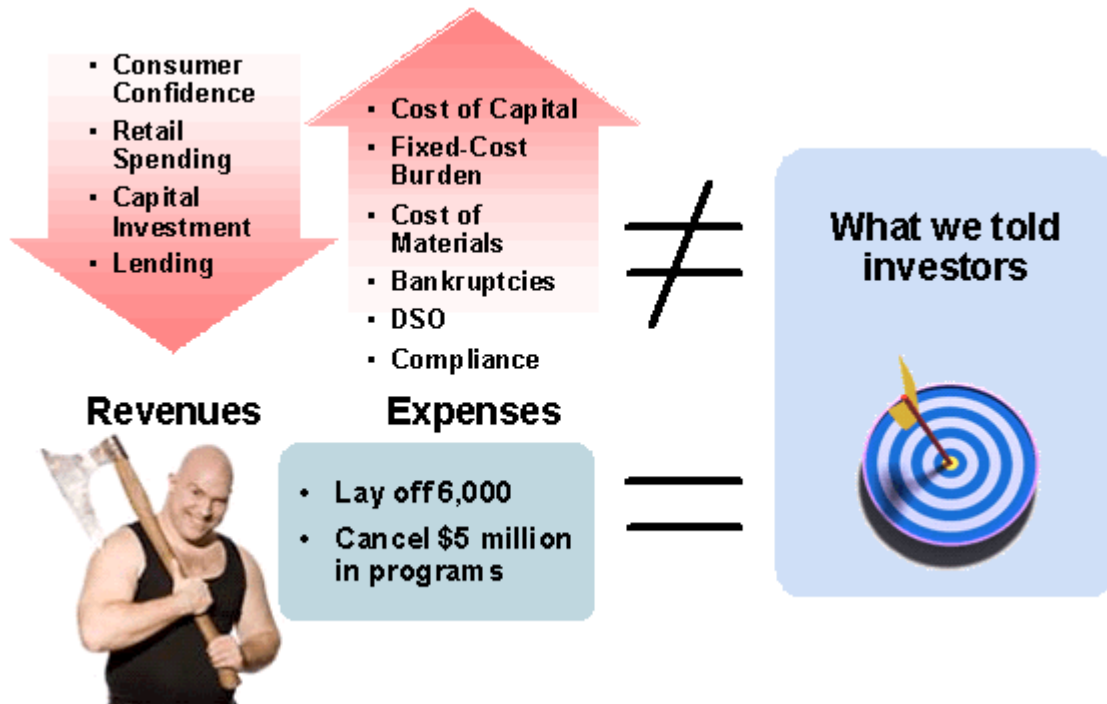 ▪ Consumer
Confidence
▪ Retail
Spending
▪ Capital
Investment
▪ Lending
▪ Cost of Capital
▪ Fixed-Cost
Burden
▪ Cost of
Materials
▪ Bankruptcies
▪ DSO
▪ Compliance
≠
What we told
investors
Revenues
Expenses
• Lay off 6,000
• Cancel $5 million
in programs
=